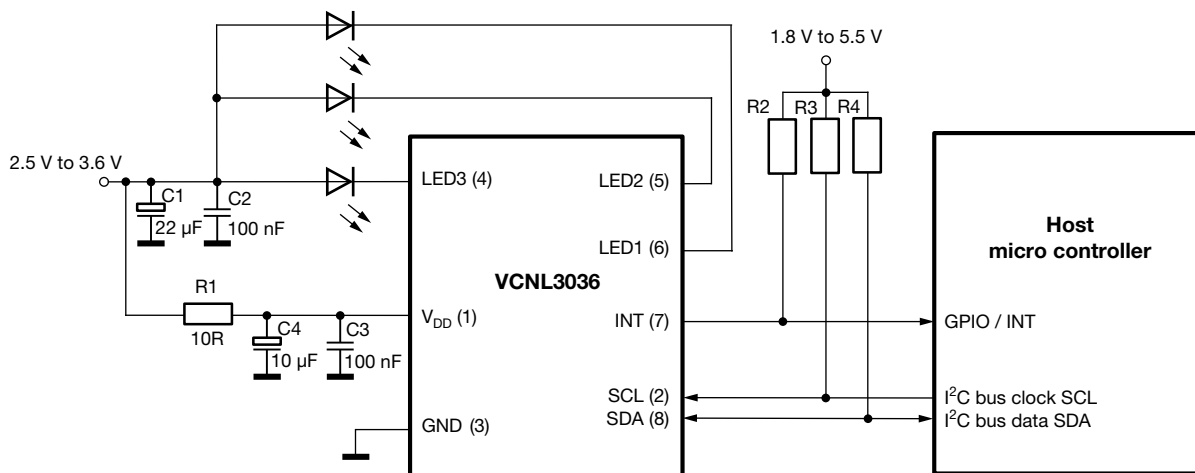 1.8 V to 5.5 V
R2
R3
R4
2.5 V to 3.6 V
C1
22 µF
C2
100 nF
LED3 (4)
LED2 (5)
LED1 (6)
Host
micro controller
VCNL3036
R1
10R
C4
10 µF
C3
100 nF
V_DD (1)
INT (7)
GPIO / INT
SCL (2)
I²C bus clock SCL
SDA (8)
I²C bus data SDA
GND (3)